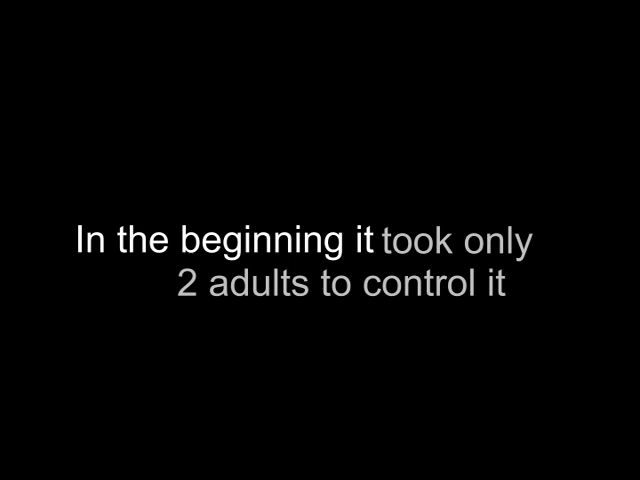 In the beginning it took only
2 adults to control it